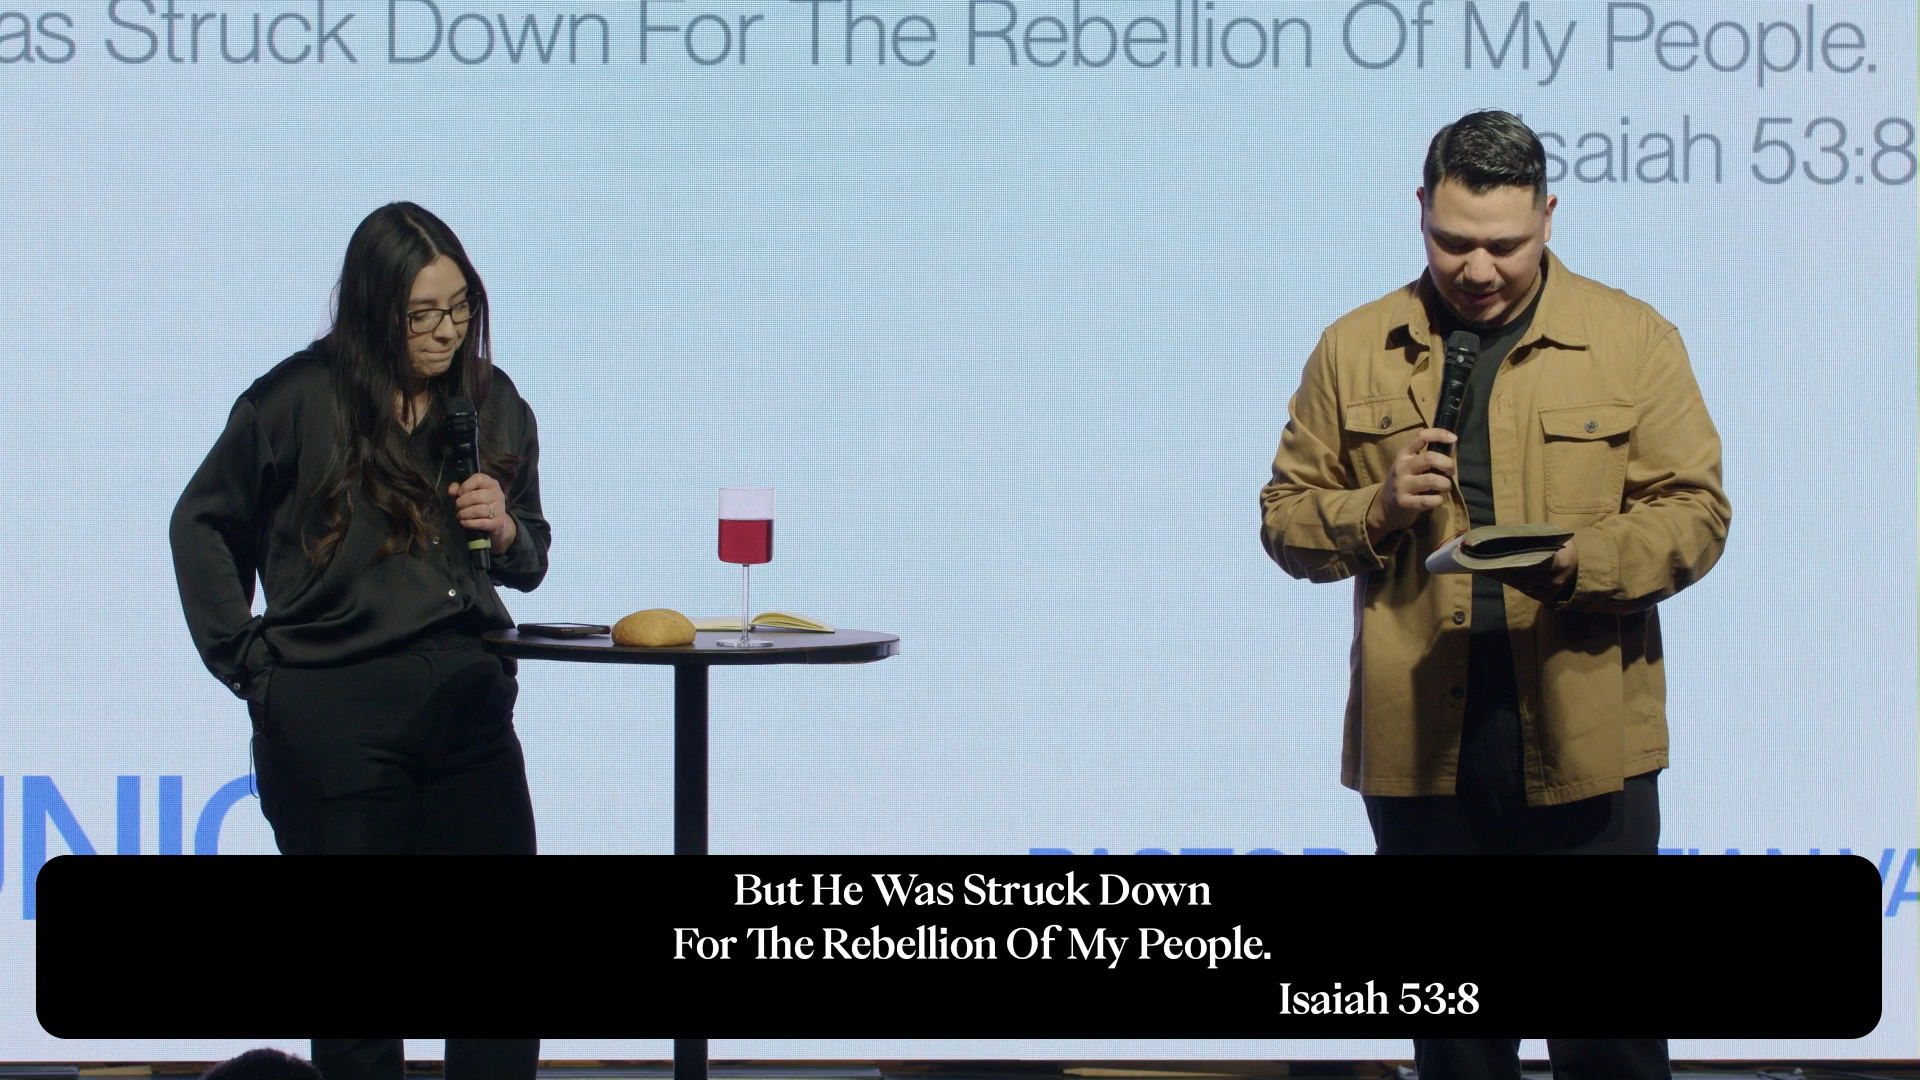 as Struck Down For The Rebellion Of My People.
Isaiah 53:8
But He Was Struck Down
For The Rebellion Of My People.
Isaiah 53:8